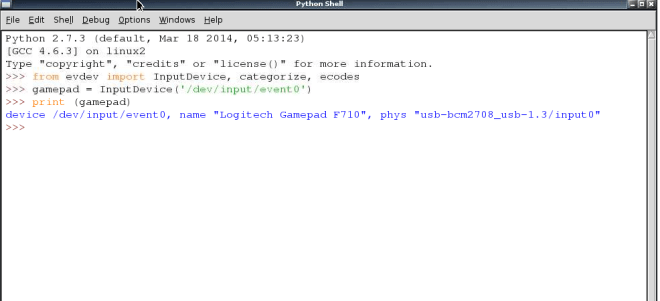 Python Shell
File Edit Shell Debug Options Windows Help
Python 2.7.3 (default, Mar 18 2014, 05:13:23)
[GCC 4.6.3] on linux2
Type "copyright", "credits" or "license()" for more information.
>>> from evdev import InputDevice, categorize, ecodes
>>> gamepad = InputDevice('/dev/input/event0')
>>> print (gamepad)
device /dev/input/event0, name "Logitech Gamepad F710", phys "usb-bcm2708_usb-1.3/input0"
>>>